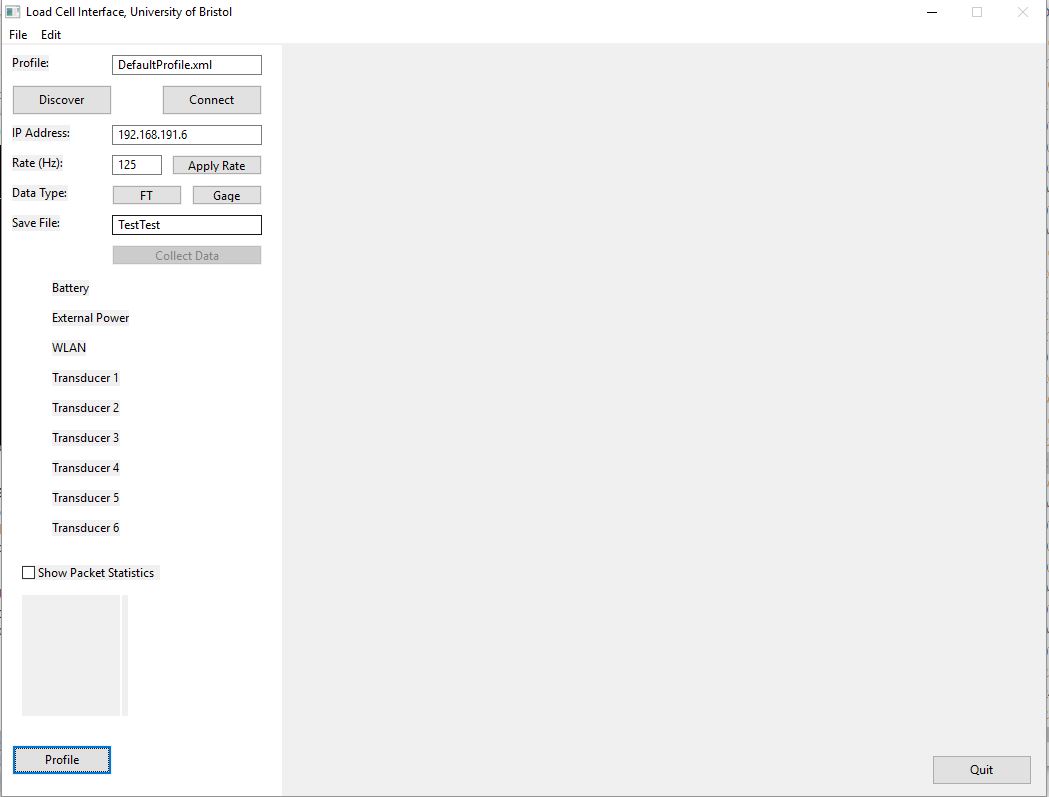 Load Cell Interface, University of Bristol
File Edit
Profile: DefaultProfile.xml
Discover Connect
IP Address: 192.168.191.6
Rate (Hz): 125 Apply Rate
Data Type: FT Gage
Save File: TestTest
Collect Data
Battery
External Power
WLAN
Transducer 1
Transducer 2
Transducer 3
Transducer 4
Transducer 5
Transducer 6
Show Packet Statistics
Profile
Quit